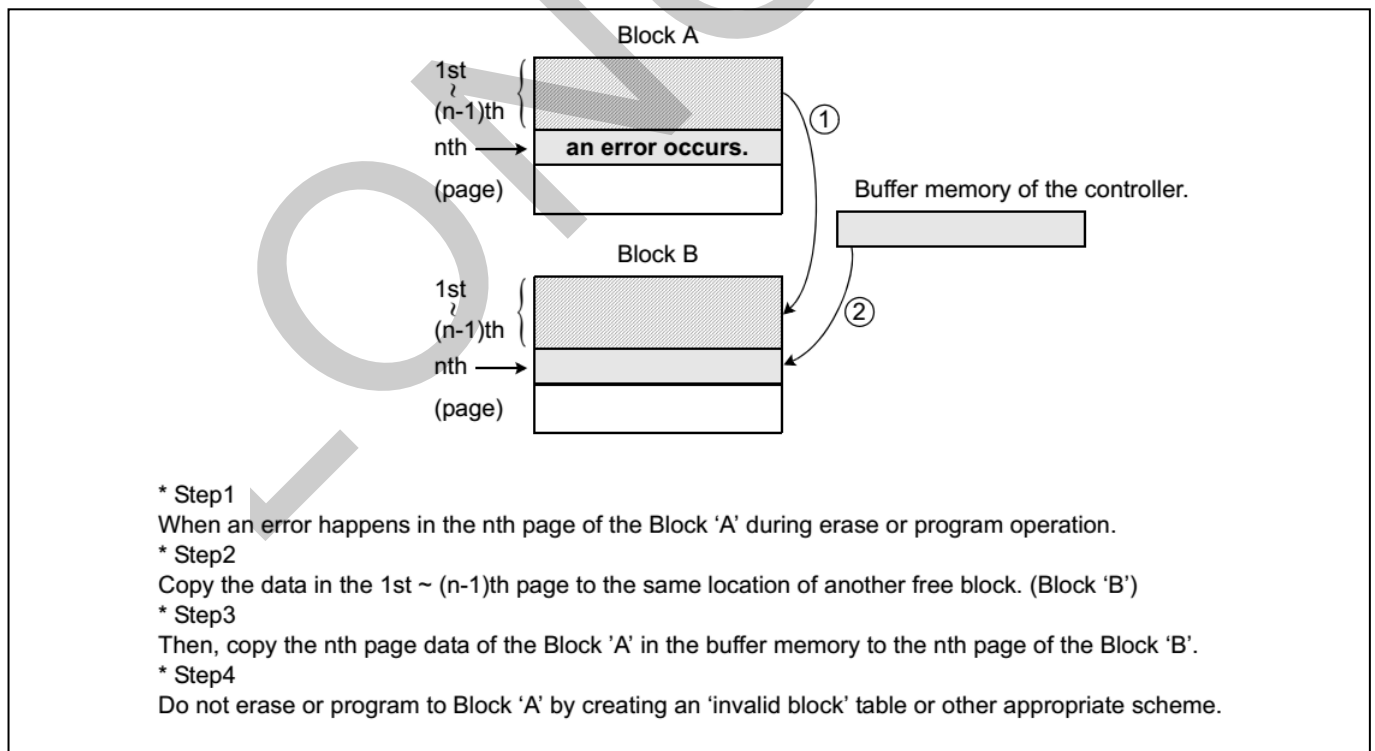 Block A
1st
~
(n-1)th
nth
an error occurs.
(page)
①
Buffer memory of the controller.
Block B
1st
~
(n-1)th
nth
(page)
②
* Step1
When an error happens in the nth page of the Block ‘A’ during erase or program operation.
* Step2
Copy the data in the 1st ~ (n-1)th page to the same location of another free block. (Block ‘B’)
* Step3
Then, copy the nth page data of the Block ’A’ in the buffer memory to the nth page of the Block ‘B’.
* Step4
Do not erase or program to Block ‘A’ by creating an ‘invalid block’ table or other appropriate scheme.